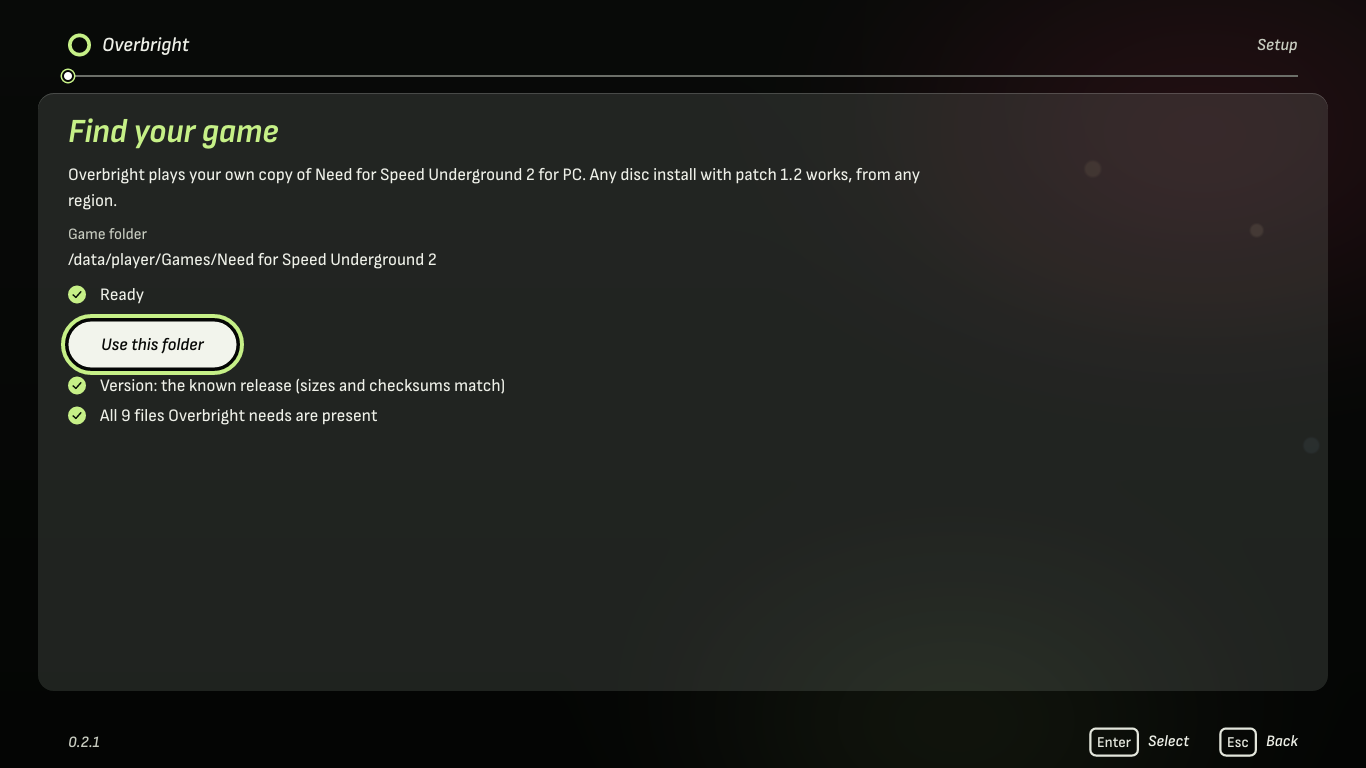 Overbright
Setup
Find your game
Overbright plays your own copy of Need for Speed Underground 2 for PC. Any disc install with patch 1.2 works, from any
region.
Game folder
/data/player/Games/Need for Speed Underground 2
Ready
Use this folder
Version: the known release (sizes and checksums match)
All 9 files Overbright needs are present
0.2.1
Enter Select Esc Back